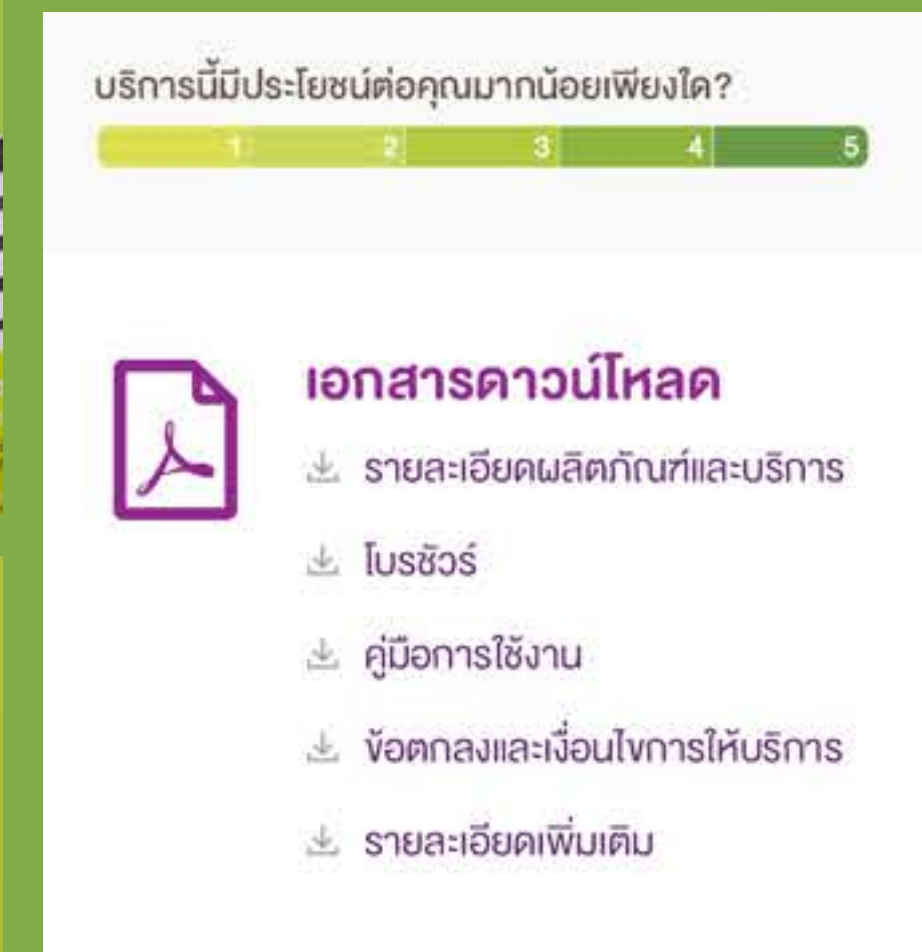 บริการนี้มีประโยชน์ต่อคุณมากน้อยเพียงใด?
1 2 3 4 5
เอกสารดาวน์โหลด
รายละเอียดผลิตภัณฑ์และบริการ
โบรชัวร์
คู่มือการใช้งาน
ข้อตกลงและเงื่อนไขการให้บริการ
รายละเอียดเพิ่มเติม